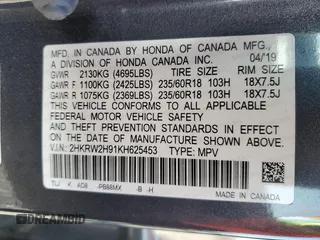 MFD. IN CANADA BY HONDA OF CANADA MFG.,
A DIVISION OF HONDA CANADA INC. 04/19
GVWR 2130KG (4695LBS) TIRE SIZE RIM SIZE
GAWR F 1100KG (2425LBS) 235/60R18 103H 18X7.5J
GAWR R 1075KG (2369LBS) 235/60R18 103H 18X7.5J
THIS VEHICLE CONFORMS TO ALL APPLICABLE
FEDERAL MOTOR VEHICLE SAFETY AND THEFT
PREVENTION STANDARDS IN EFFECT ON THE
DATE OF MANUFACTURE SHOWN ABOVE.
V.I.N: 2HKRW2H91KH625453 TYPE: MPV
K AD8 -PB88MX -B -H
MADE IN CANADA
DREAMBID